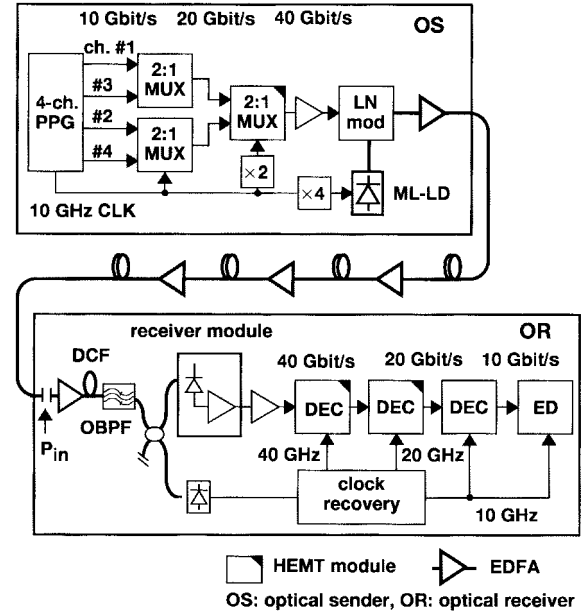 10 Gbit/s 20 Gbit/s 40 Gbit/s
OS
ch. #1
#3
#2
#4
4-ch.
PPG
2:1
MUX
2:1
MUX
2:1
MUX
LN
mod
×2
×4
ML-LD
10 GHz CLK
receiver module
OR
DCF
OBPF
Pin
40 Gbit/s
20 Gbit/s
10 Gbit/s
DEC
DEC
DEC
ED
40 GHz
20 GHz
clock
recovery
10 GHz
HEMT module
EDFA
OS: optical sender, OR: optical receiver